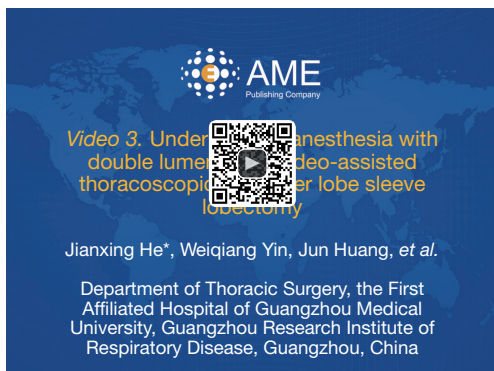 E AME
Publishing Company
Video 3. Under anesthesia with
double lumen deo-assisted
thoracoscopic er lobe sleeve
lobectomy
Jianxing He*, Weiqiang Yin, Jun Huang, et al.
Department of Thoracic Surgery, the First
Affiliated Hospital of Guangzhou Medical
University, Guangzhou Research Institute of
Respiratory Disease, Guangzhou, China